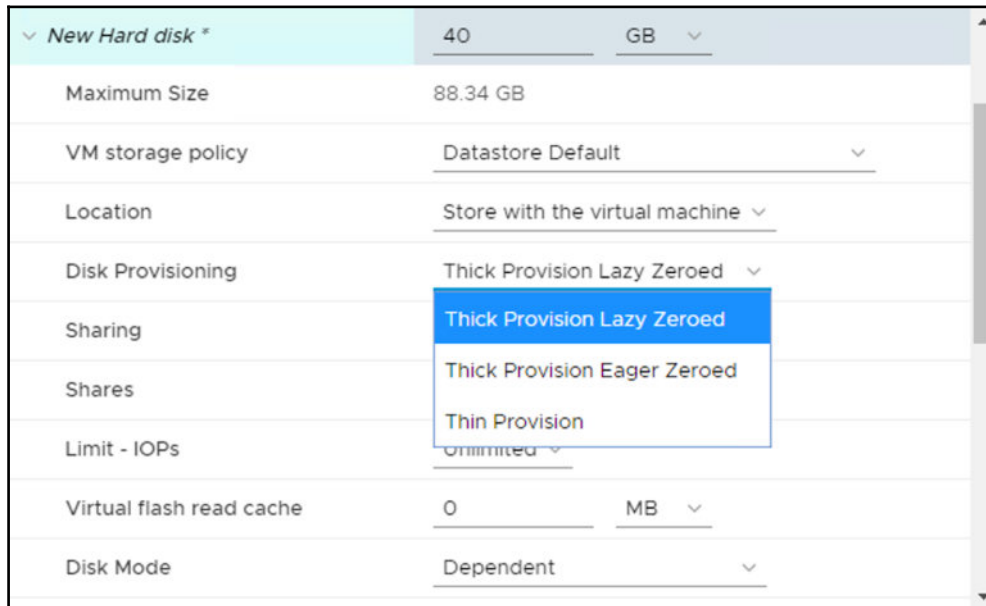 New Hard disk * 40 GB
Maximum Size 88.34 GB
VM storage policy Datastore Default
Location Store with the virtual machine
Disk Provisioning Thick Provision Lazy Zeroed
Thick Provision Lazy Zeroed
Sharing
Thick Provision Eager Zeroed
Shares
Thin Provision
Limit - IOPs Unlimited
Virtual flash read cache 0 MB
Disk Mode Dependent